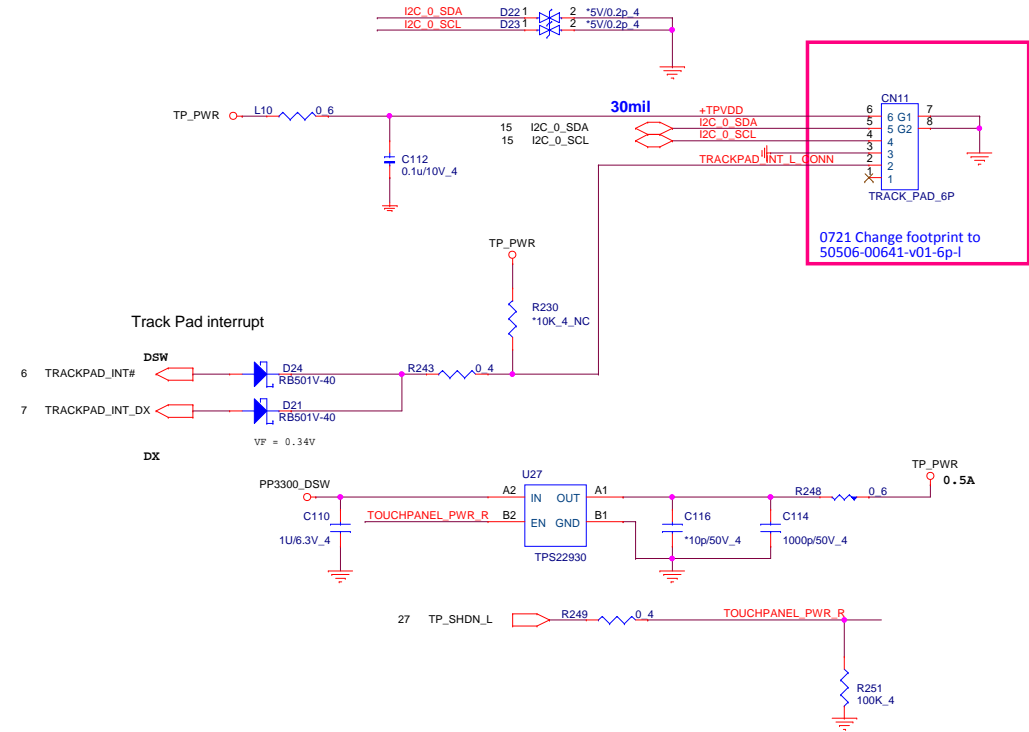 I2C_0_SDA D22 1 2 *5V/0.2p_4
I2C_0_SCL D23 1 2 *5V/0.2p_4
TP_PWR L10 0_6
30mil
+TPVDD
15 I2C_0_SDA
15 I2C_0_SCL
I2C_0_SDA
I2C_0_SCL
TRACKPAD_INT_L_CONN
6
5
4
3
2
1
CN11
6 G1
5 G2
4
3
2
1
7
8
TRACK_PAD_6P
0721 Change footprint to
50506-00641-v01-6p-l
C112
0.1u/10V_4
TP_PWR
R230
*10K_4_NC
Track Pad interrupt
DSW
6 TRACKPAD_INT#
D24
RB501V-40
R243 0_4
7 TRACKPAD_INT_DX
D21
RB501V-40
VF = 0.34V
DX
PP3300_DSW
C110
1U/6.3V_4
TOUCHPANEL_PWR_R
U27
A2 IN OUT A1
B2 EN GND B1
TPS22930
C116
*10p/50V_4
C114
1000p/50V_4
R248 0_6
TP_PWR
0.5A
27 TP_SHDN_L
R249 0_4
TOUCHPANEL_PWR_R
R251
100K_4